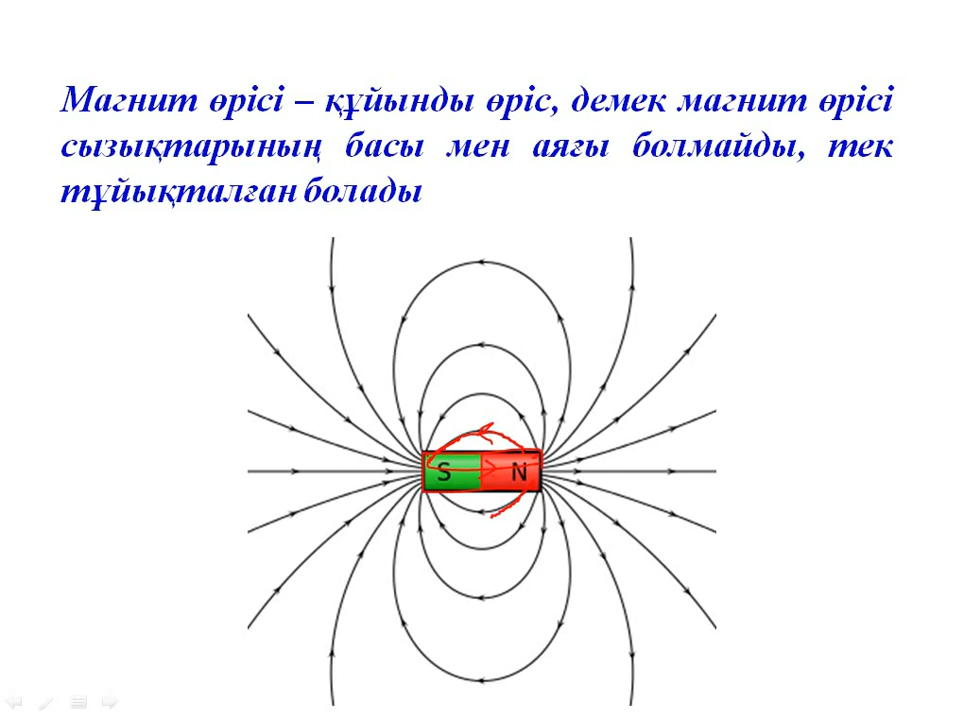 Магнит өрісі – құйынды өріс, демек магнит өрісі
сызықтарының басы мен аяғы болмайды, тек
тұйықталған болады
S N